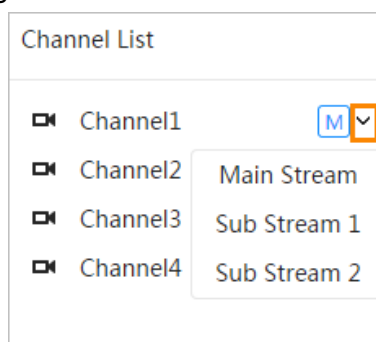 Channel List
Channel1 M
Channel2 Main Stream
Channel3 Sub Stream 1
Channel4 Sub Stream 2